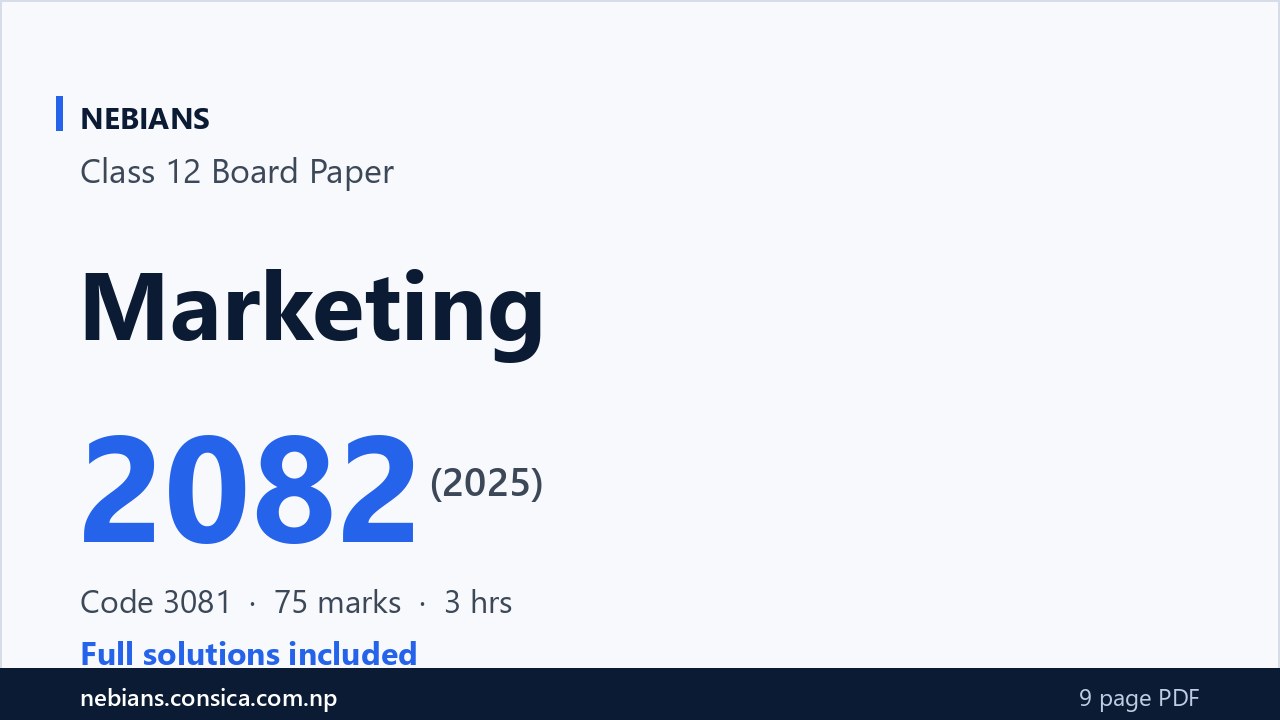 NEBIANS
Class 12 Board Paper
Marketing
2082 (2025)
Code 3081 · 75 marks · 3 hrs
Full solutions included
nebians.consica.com.np
9 page PDF